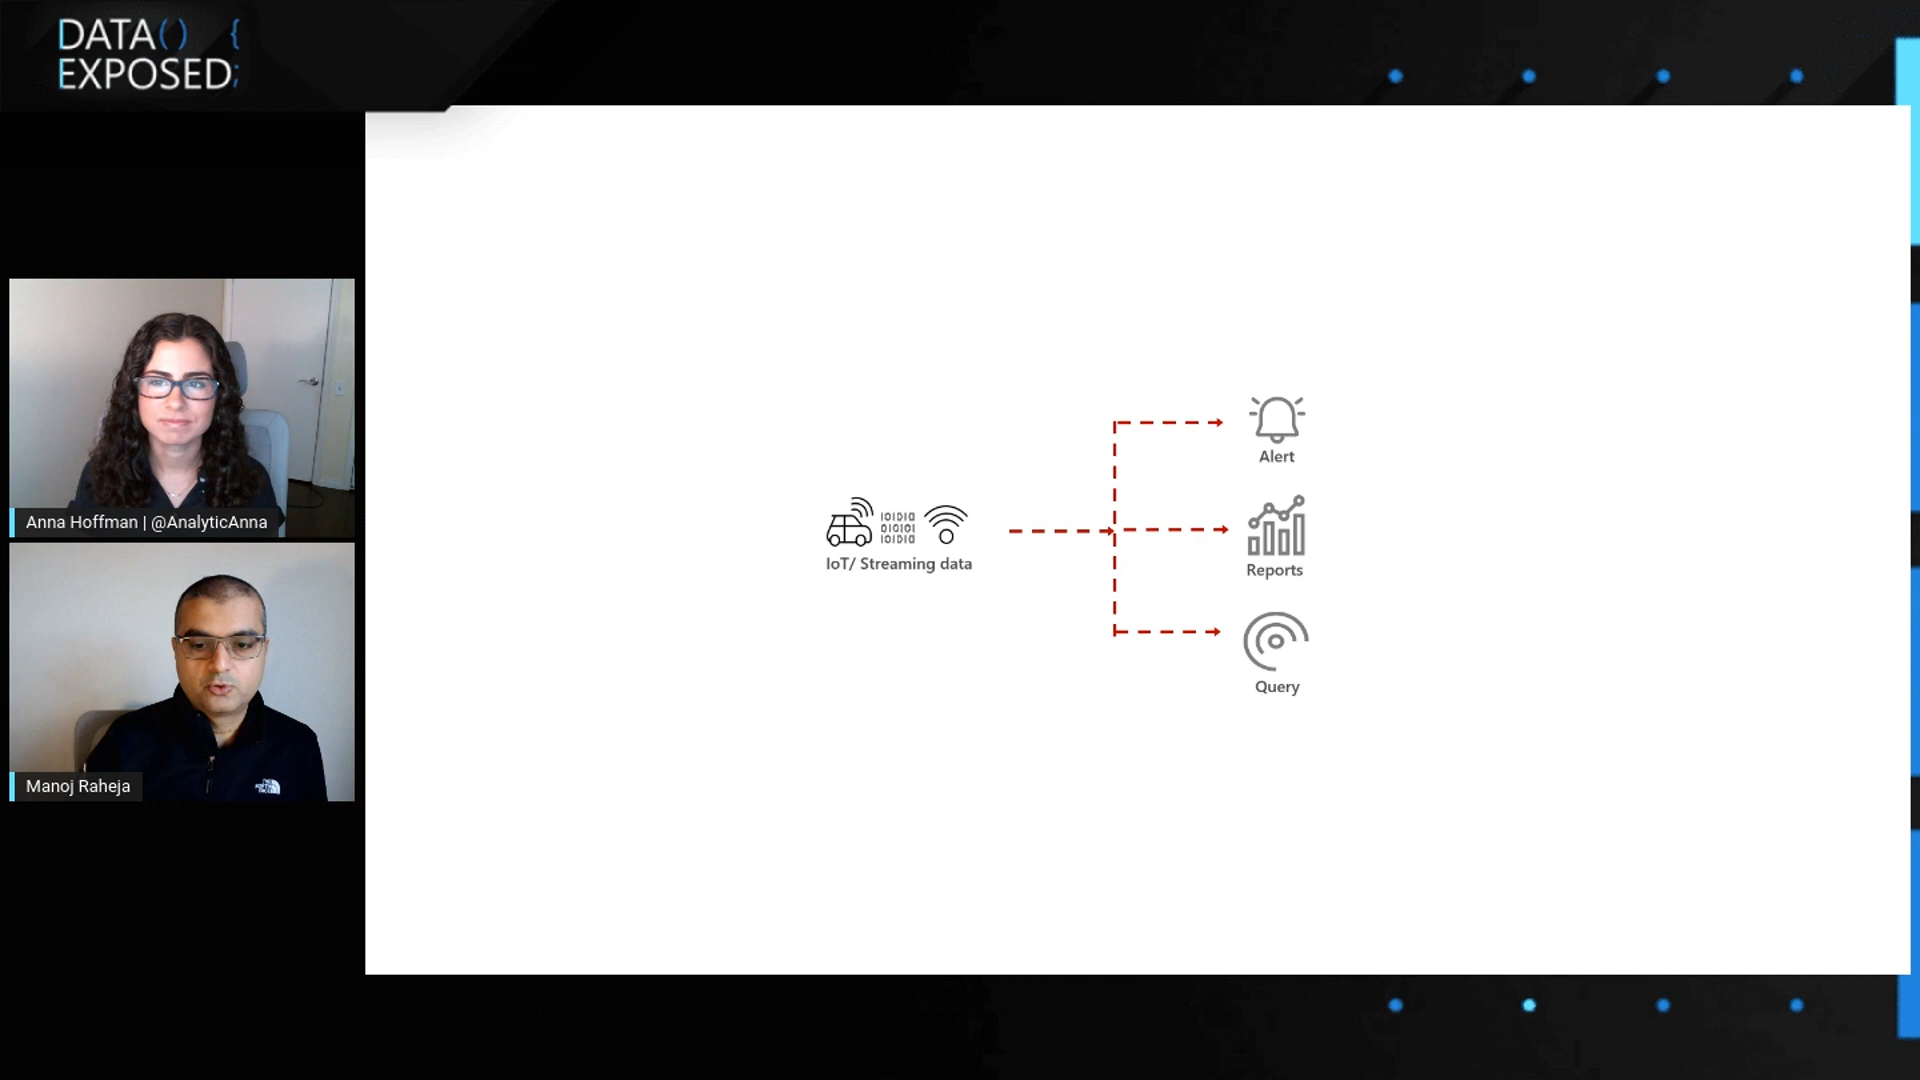 DATA() {
EXPOSED;
Anna Hoffman | @AnalyticAnna
Manoj Raheja
IoT/ Streaming data
Alert
Reports
Query